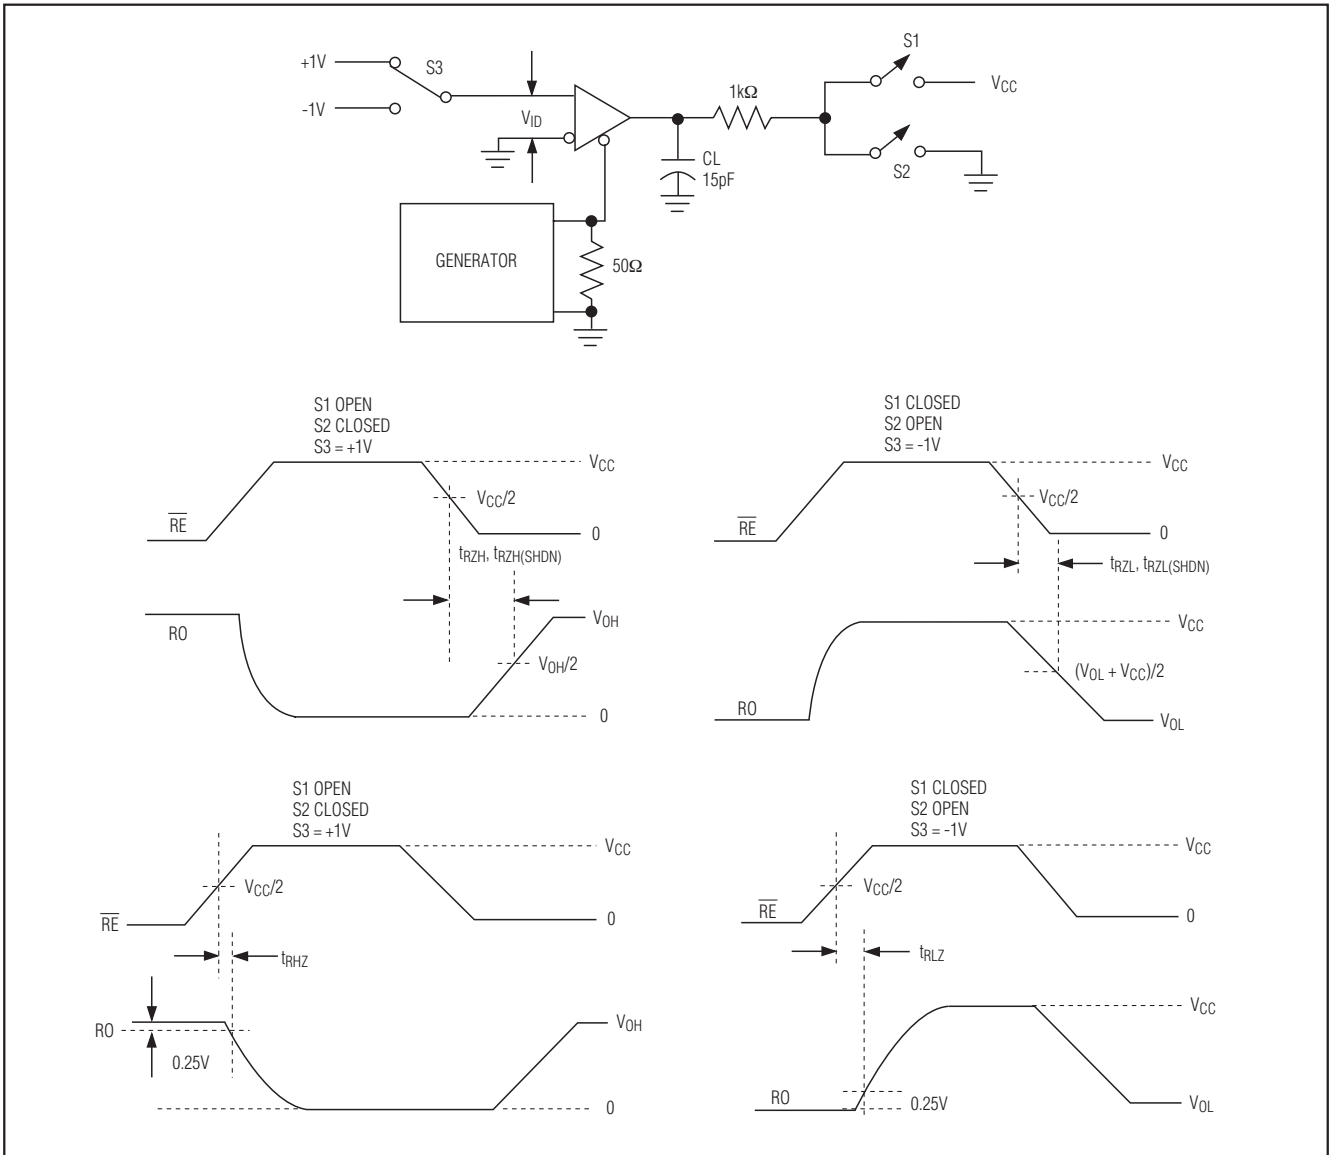 +1V
S3
-1V
VID
1kΩ
S1
VCC
S2
CL
15pF
GENERATOR
50Ω
S1 OPEN
S2 CLOSED
S3 = +1V
VCC
VCC/2
RE
0
tRZH, tRZH(SHDN)
RO
VOH
VOH/2
0
S1 CLOSED
S2 OPEN
S3 = -1V
VCC
VCC/2
RE
0
tRZL, tRZL(SHDN)
VCC
(VOL + VCC)/2
RO
VOL
S1 OPEN
S2 CLOSED
S3 = +1V
VCC
VCC/2
RE
0
tRHZ
RO
VOH
0.25V
0
S1 CLOSED
S2 OPEN
S3 = -1V
VCC
VCC/2
RE
0
tRLZ
VCC
RO
0.25V
VOL